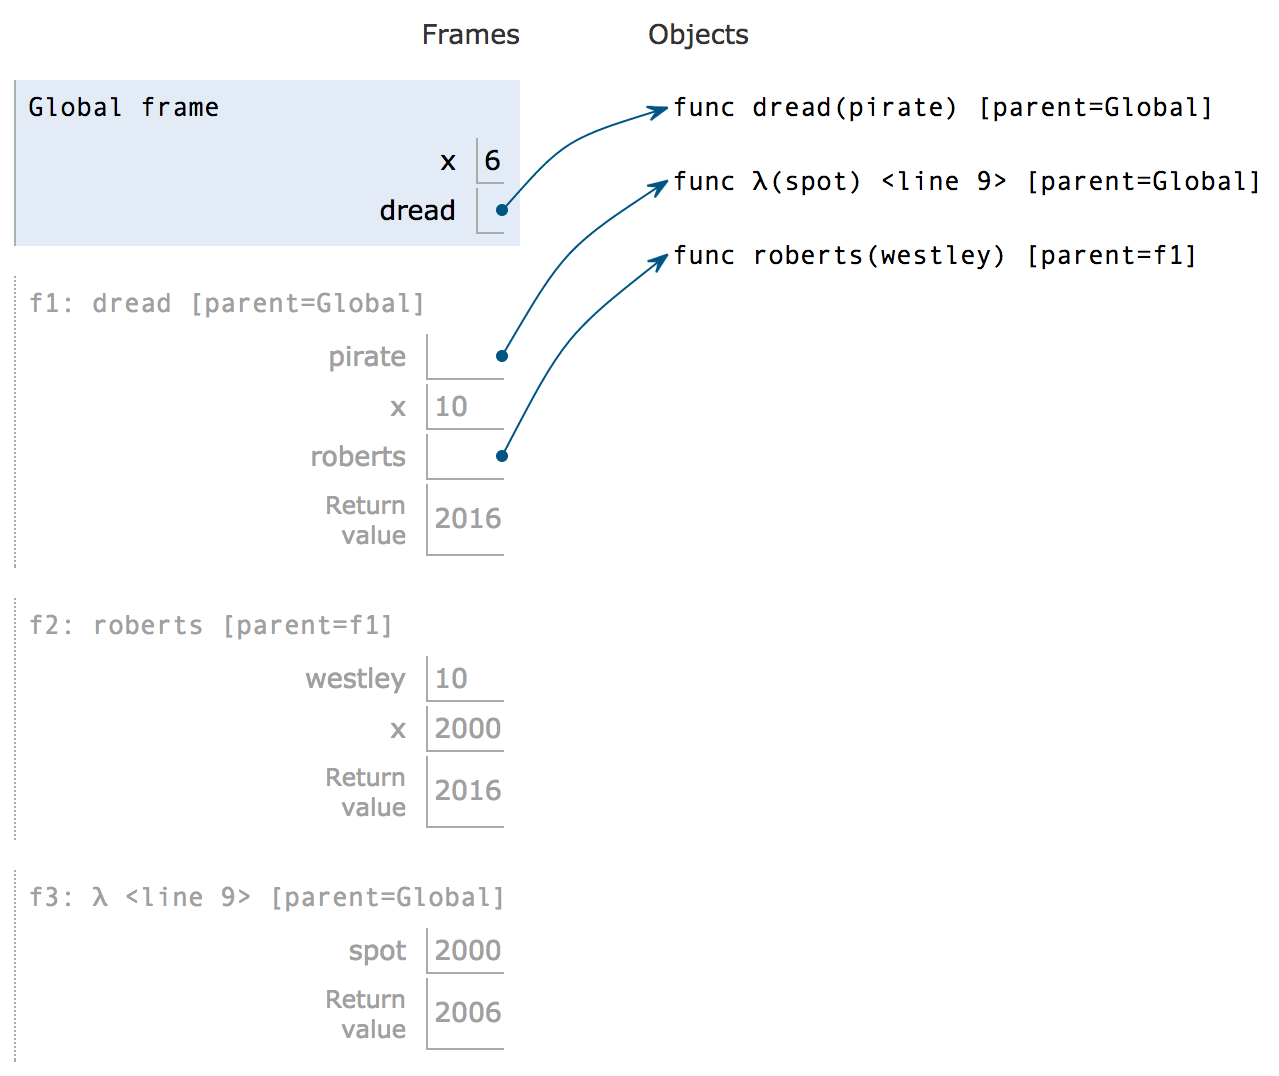 Frames Objects
Global frame
x 6
dread
func dread(pirate) [parent=Global]
func λ(spot) <line 9> [parent=Global]
func roberts(westley) [parent=f1]
f1: dread [parent=Global]
pirate
x 10
roberts
Return
value 2016
f2: roberts [parent=f1]
westley 10
x 2000
Return
value 2016
f3: λ <line 9> [parent=Global]
spot 2000
Return
value 2006